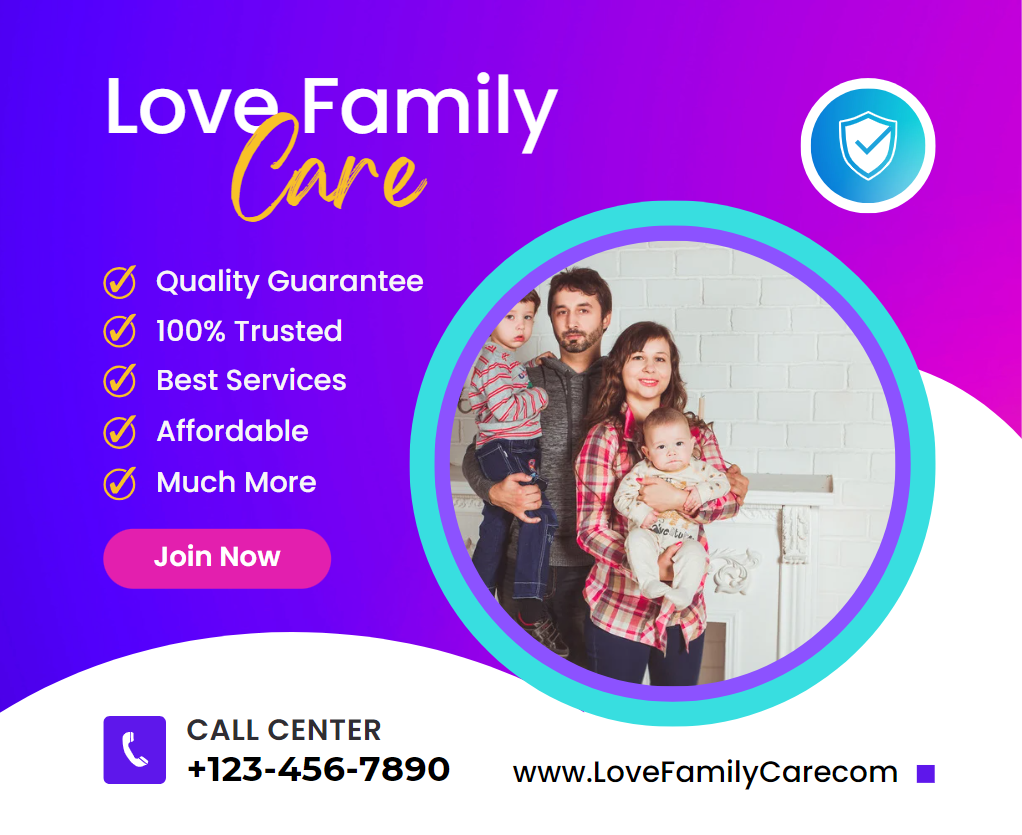 Love Family
Care
Quality Guarantee
100% Trusted
Best Services
Affordable
Much More
Join Now
CALL CENTER
+123-456-7890
www.LoveFamilyCarecom